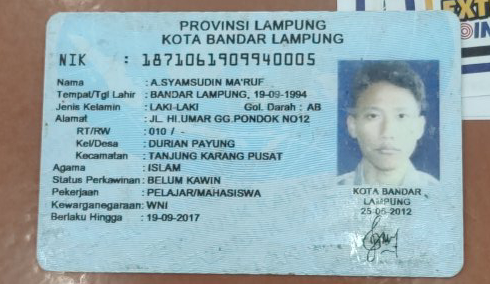 PROVINSI LAMPUNG
KOTA BANDAR LAMPUNG
NIK : 1871061909940005
Nama : A.SYAMSUDIN MA'RUF
Tempat/Tgl Lahir : BANDAR LAMPUNG, 19-09-1994
Jenis Kelamin : LAKI-LAKI Gol. Darah : AB
Alamat : JL. HI.UMAR GG.PONDOK NO12
RT/RW : 010 / -
Kel/Desa : DURIAN PAYUNG
Kecamatan : TANJUNG KARANG PUSAT
Agama : ISLAM
Status Perkawinan : BELUM KAWIN
Pekerjaan : PELAJAR/MAHASISWA
Kewarganegaraan : WNI
Berlaku Hingga : 19-09-2017
KOTA BANDAR
LAMPUNG
25-06-2012